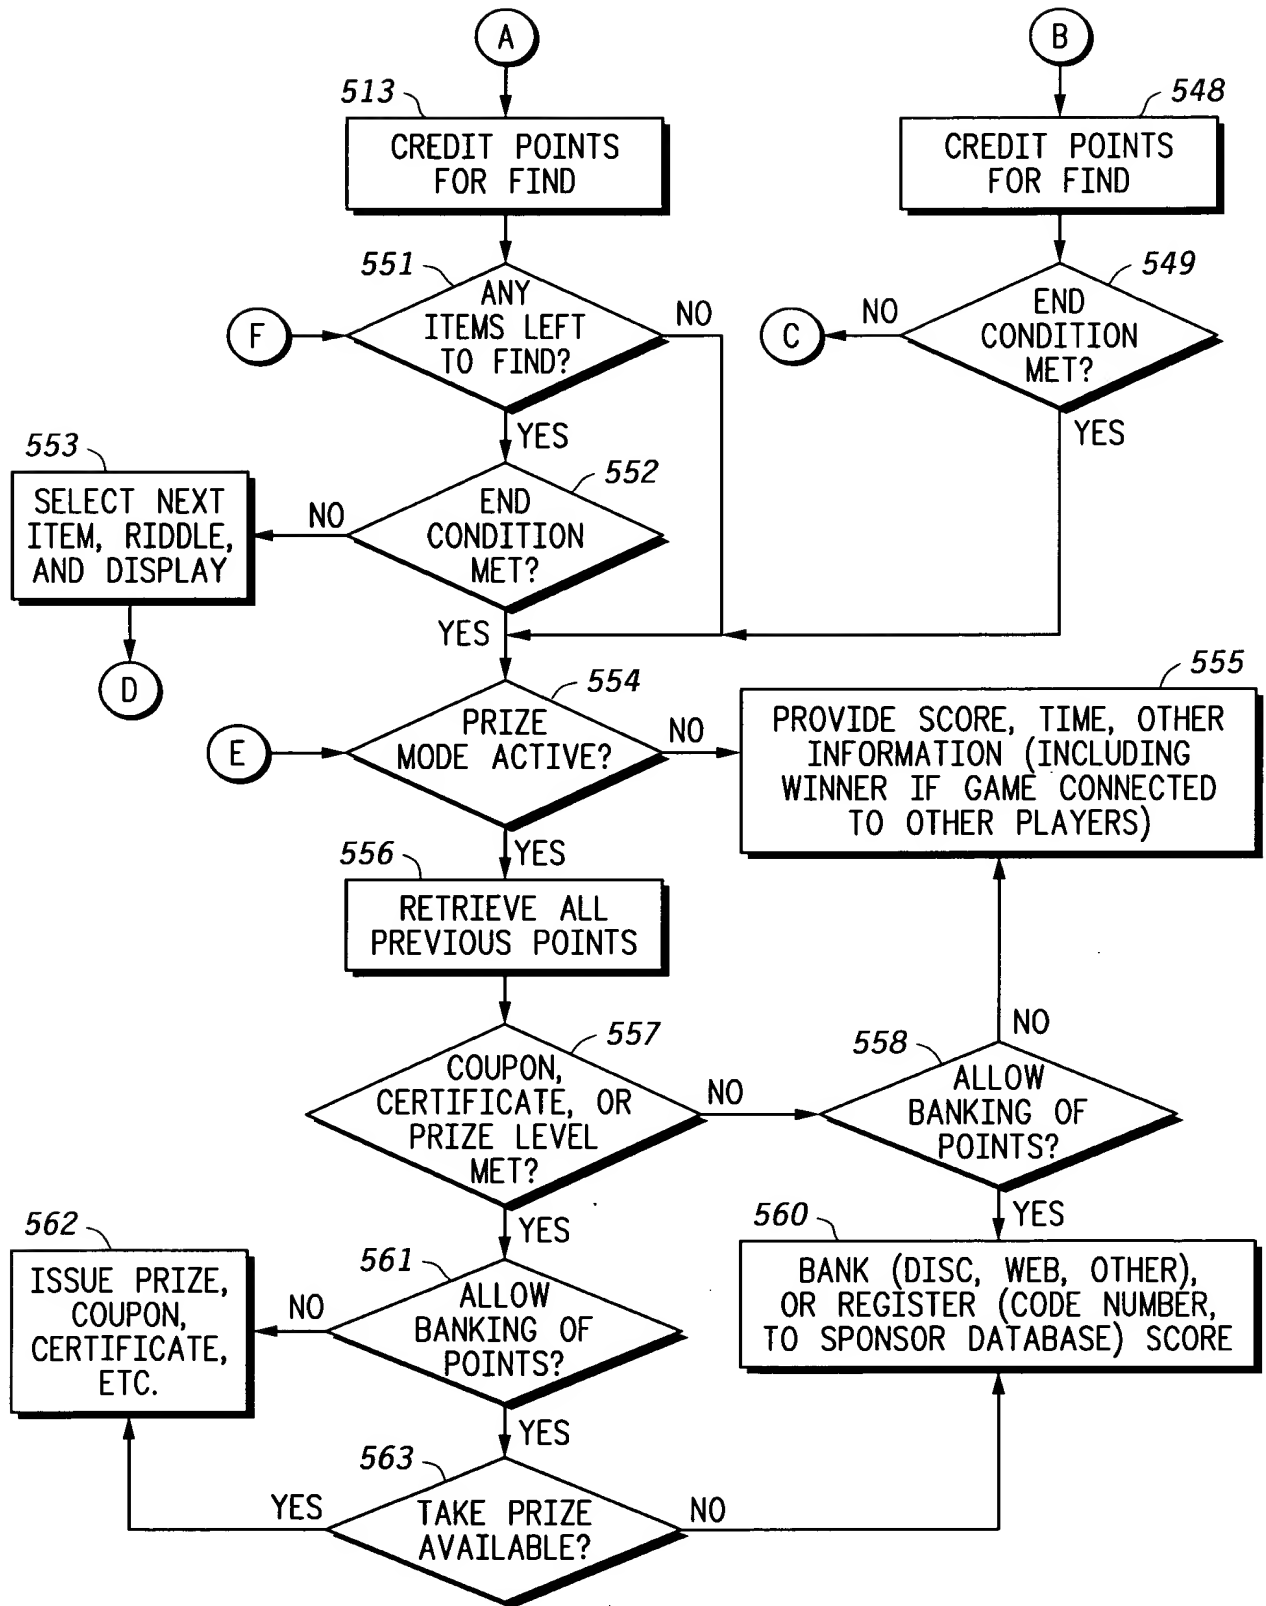 A
B
513
CREDIT POINTS
FOR FIND
548
CREDIT POINTS
FOR FIND
551
ANY
ITEMS LEFT
TO FIND?
F
NO
YES
549
END
CONDITION
MET?
NO
C
YES
553
SELECT NEXT
ITEM, RIDDLE,
AND DISPLAY
NO
552
END
CONDITION
MET?
YES
D
554
PRIZE
MODE ACTIVE?
E
NO
YES
555
PROVIDE SCORE, TIME, OTHER
INFORMATION (INCLUDING
WINNER IF GAME CONNECTED
TO OTHER PLAYERS)
556
RETRIEVE ALL
PREVIOUS POINTS
557
COUPON,
CERTIFICATE, OR
PRIZE LEVEL
MET?
NO
YES
558
ALLOW
BANKING OF
POINTS?
NO
YES
560
BANK (DISC, WEB, OTHER),
OR REGISTER (CODE NUMBER,
TO SPONSOR DATABASE) SCORE
562
ISSUE PRIZE,
COUPON,
CERTIFICATE,
ETC.
NO
561
ALLOW
BANKING OF
POINTS?
YES
563
TAKE PRIZE
AVAILABLE?
YES
NO